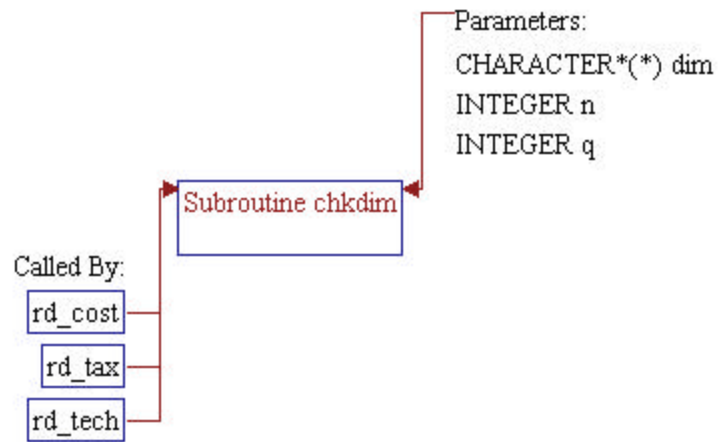 Parameters:
CHARACTER*(*) dim
INTEGER n
INTEGER q
Subroutine chkdim
Called By:
rd_cost
rd_tax
rd_tech